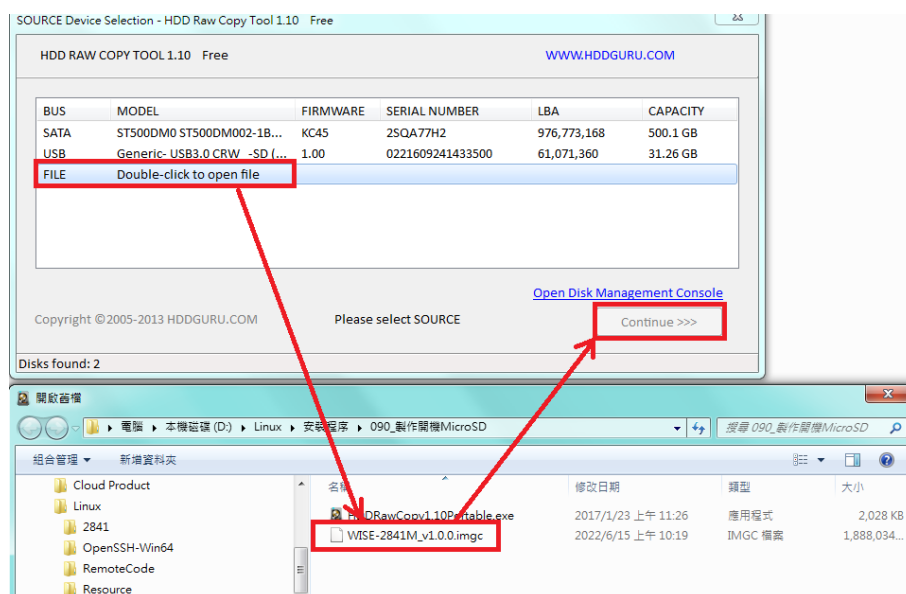 SOURCE Device Selection - HDD Raw Copy Tool 1.10 Free
HDD RAW COPY TOOL 1.10 Free WWW.HDDGURU.COM
BUS MODEL FIRMWARE SERIAL NUMBER LBA CAPACITY
SATA ST500DM0 ST500DM002-1B... KC45 2SQA77H2 976,773,168 500.1 GB
USB Generic- USB3.0 CRW -SD (... 1.00 0221609241433500 61,071,360 31.26 GB
FILE Double-click to open file
Open Disk Management Console
Copyright ©2005-2013 HDDGURU.COM Please select SOURCE Continue >>>
Disks found: 2
開啟舊檔
電腦 本機磁碟 (D:) Linux 安裝程序 090_製作開機MicroSD 搜尋 090_製作開機MicroSD
組合管理 新增資料夾
Cloud Product 名稱 修改日期 類型 大小
Linux
2841 HDDRawCopy1.10Portable.exe 2017/1/23 上午 11:26 應用程式 2,028 KB
OpenSSH-Win64 WISE-2841M_v1.0.0.imgc 2022/6/15 上午 10:19 IMGC 檔案 1,888,034...
RemoteCode
Resource